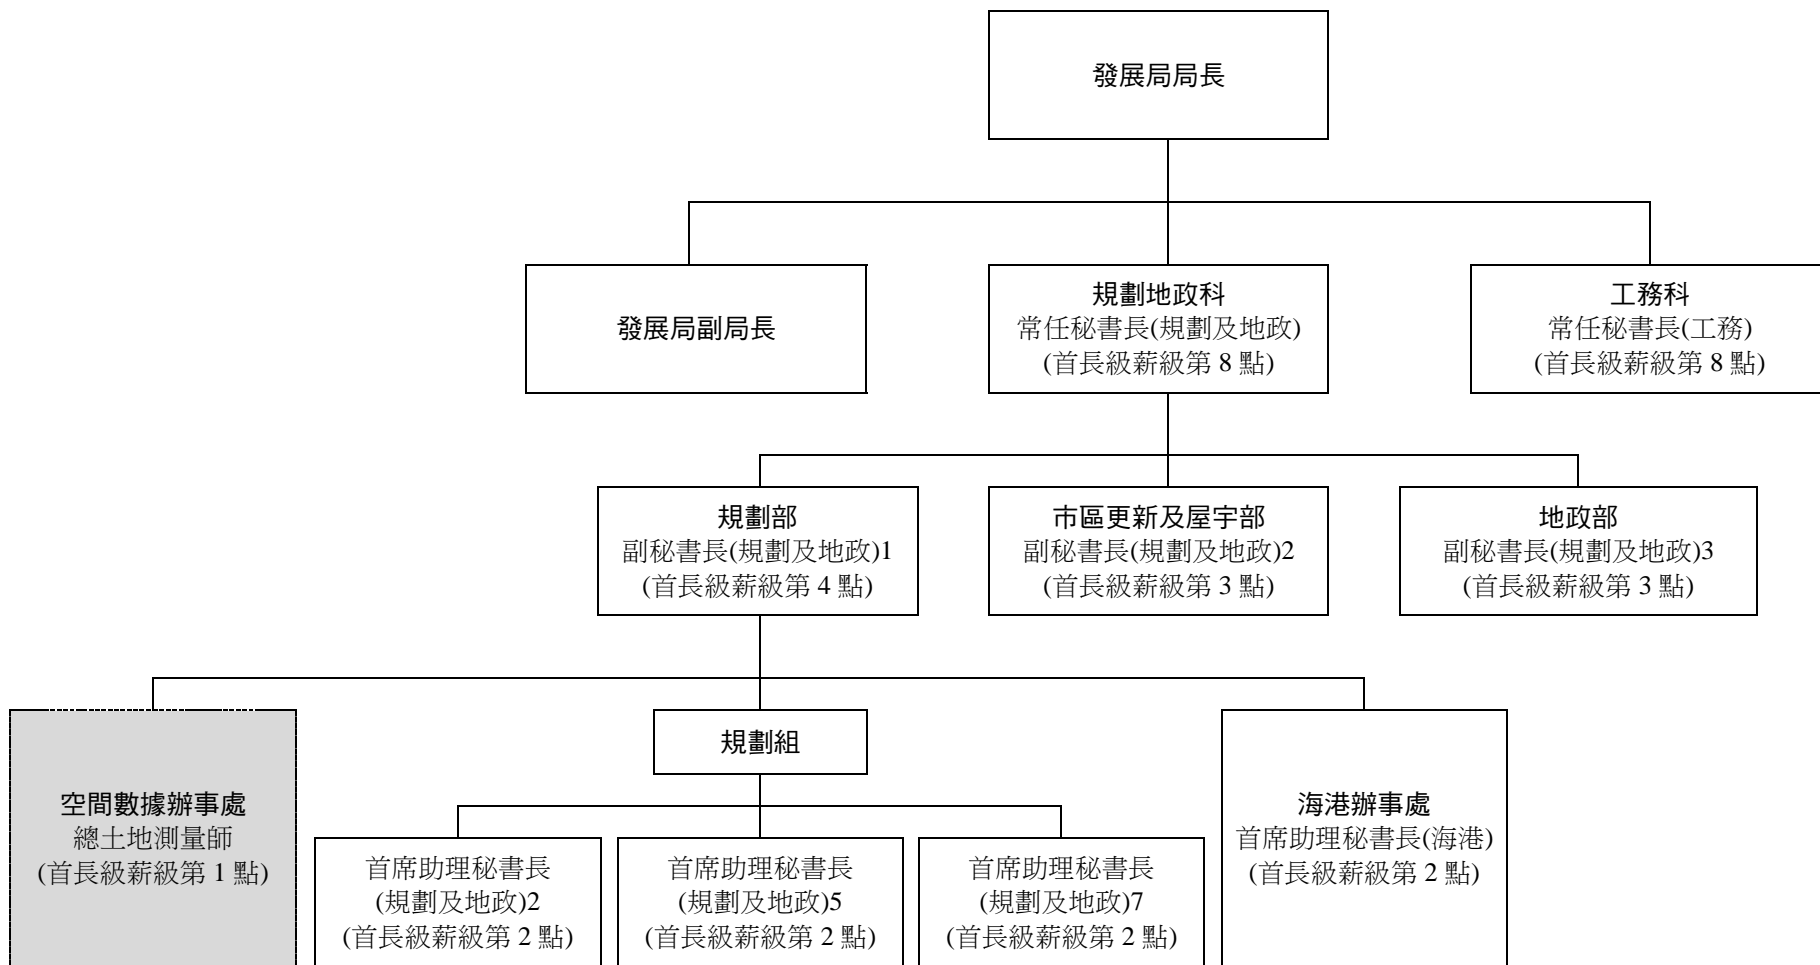 發展局局長
發展局副局長
規劃地政科
常任秘書長(規劃及地政)
(首長級薪級第 8 點)
工務科
常任秘書長(工務)
(首長級薪級第 8 點)
規劃部
副秘書長(規劃及地政)1
(首長級薪級第 4 點)
市區更新及屋宇部
副秘書長(規劃及地政)2
(首長級薪級第 3 點)
地政部
副秘書長(規劃及地政)3
(首長級薪級第 3 點)
空間數據辦事處
總土地測量師
(首長級薪級第 1 點)
規劃組
首席助理秘書長
(規劃及地政)2
(首長級薪級第 2 點)
首席助理秘書長
(規劃及地政)5
(首長級薪級第 2 點)
首席助理秘書長
(規劃及地政)7
(首長級薪級第 2 點)
海港辦事處
首席助理秘書長(海港)
(首長級薪級第 2 點)